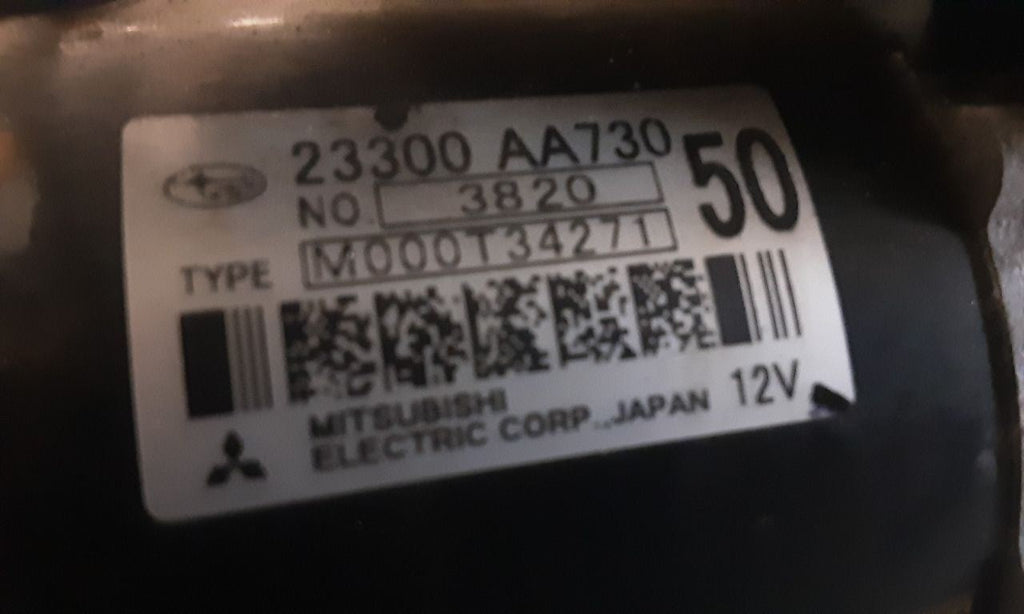 23300 AA730
50
NO. 3820
TYPE M000T34271
MITSUBISHI
ELECTRIC CORP., JAPAN 12V